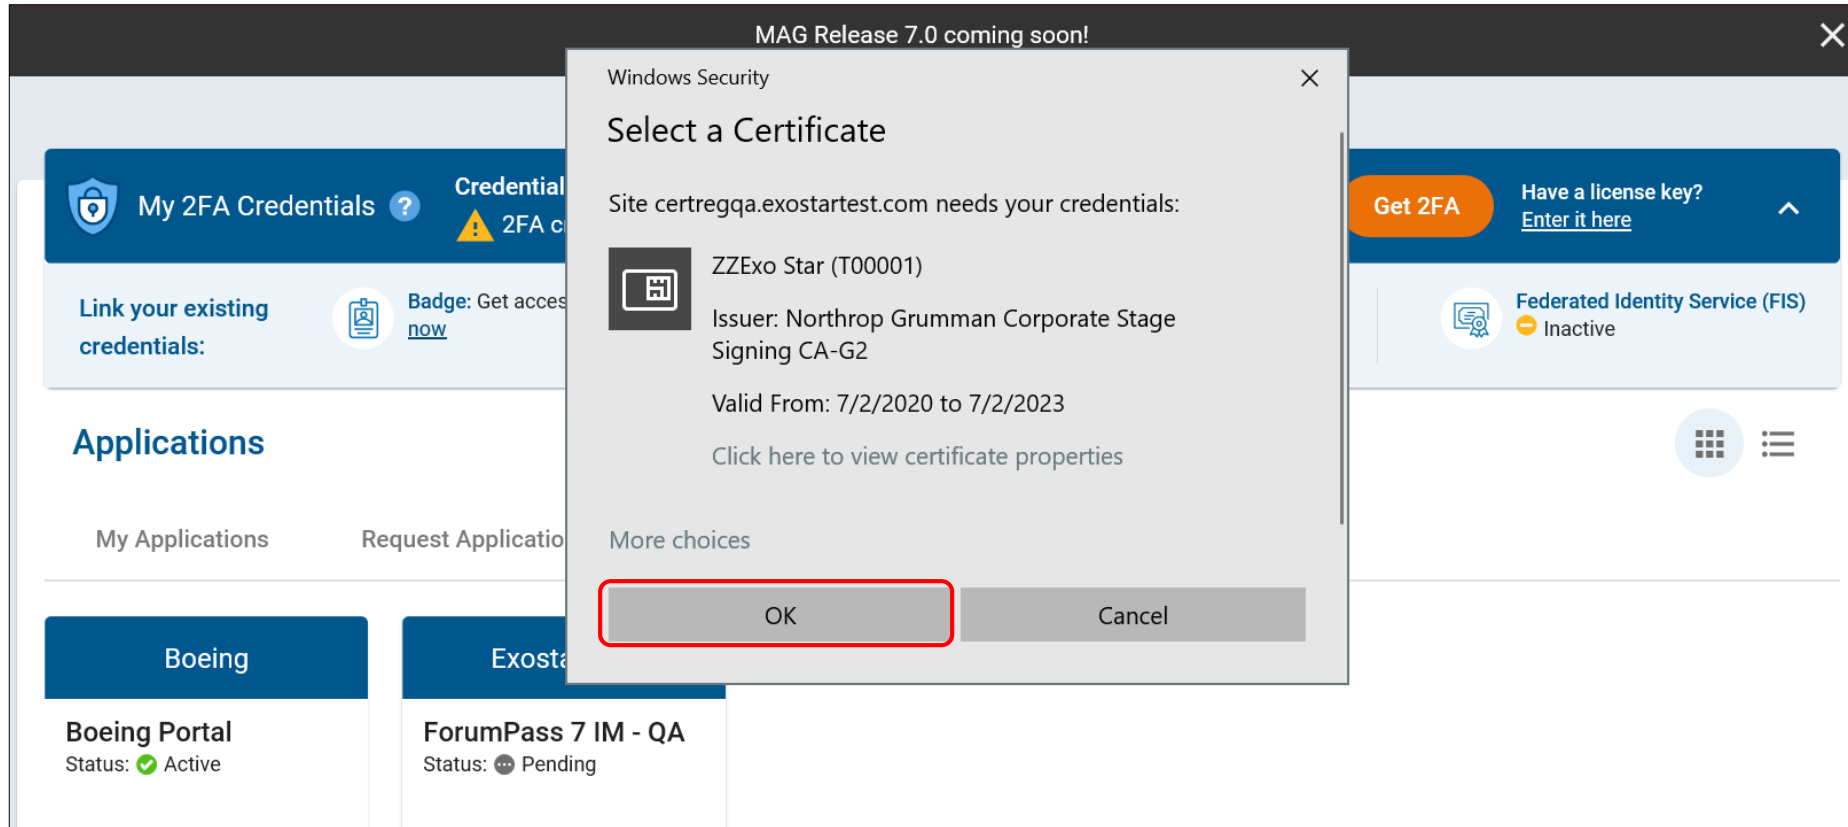 MAG Release 7.0 coming soon!
Windows Security
Select a Certificate
Site certregqa.exostartest.com needs your credentials:
ZZExo Star (T00001)
Issuer: Northrop Grumman Corporate Stage
Signing CA-G2
Valid From: 7/2/2020 to 7/2/2023
Click here to view certificate properties
More choices
OK
Cancel
My 2FA Credentials ?
Credential
2FA
Get 2FA
Have a license key?
Enter it here
Link your existing
credentials:
Badge: Get acces
now
Federated Identity Service (FIS)
Inactive
Applications
My Applications
Request Applicatio
Boeing
Exosta
Boeing Portal
Status: Active
ForumPass 7 IM - QA
Status: Pending